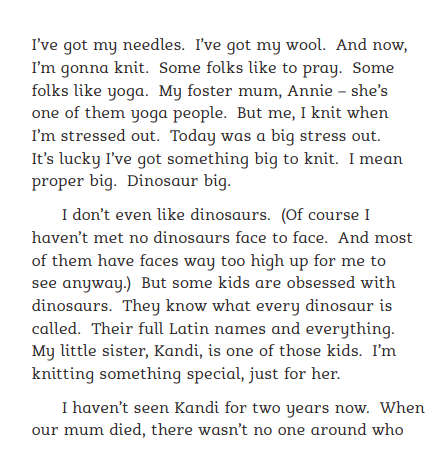 I've got my needles.  I've got my wool.  And now,
I'm gonna knit.  Some folks like to pray.  Some
folks like yoga.  My foster mum, Annie – she's
one of them yoga people.  But me, I knit when
I'm stressed out.  Today was a big stress out.
It's lucky I've got something big to knit.  I mean
proper big.  Dinosaur big.
I don't even like dinosaurs.  (Of course I
haven't met no dinosaurs face to face.  And most
of them have faces way too high up for me to
see anyway.)  But some kids are obsessed with
dinosaurs.  They know what every dinosaur is
called.  Their full Latin names and everything.
My little sister, Kandi, is one of those kids.  I'm
knitting something special, just for her.
I haven't seen Kandi for two years now.  When
our mum died, there wasn't no one around who